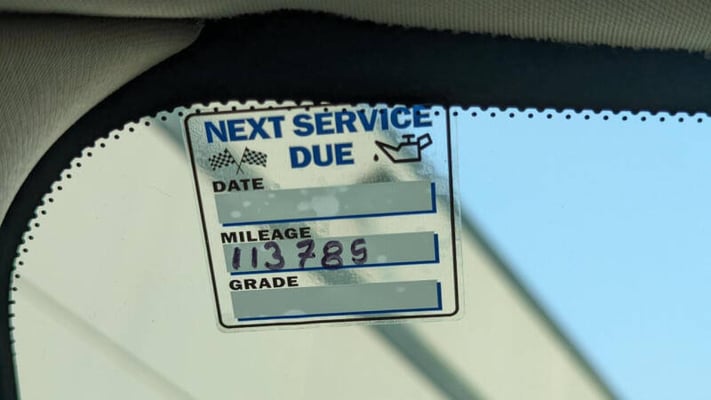 NEXT SERVICE
DUE
DATE
MILEAGE
113785
GRADE